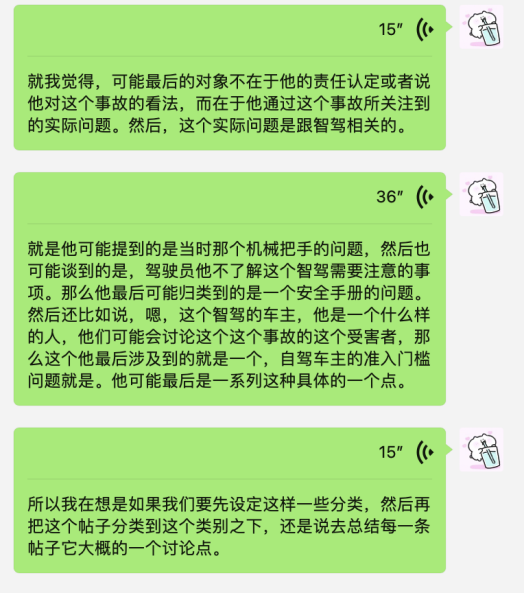 15″
就我觉得，可能最后的对象不在于他的责任认定或者说
他对这个事故的看法，而在于他通过这个事故所关注到
的实际问题。然后，这个实际问题是跟智驾相关的。
36″
就是他可能提到的是当时那个机械把手的问题，然后也
可能谈到的是，驾驶员他不了解这个智驾需要注意的事
项。那么他最后可能归类到的是一个安全手册的问题。
然后还比如说，嗯，这个智驾的车主，他是一个什么样
的人，他们可能会讨论这个这个事故的这个受害者，那
么这个他最后涉及到的就是一个，自驾车主的准入门槛
问题就是。他可能最后是一系列这种具体的一个点。
15″
所以我在想是如果我们要先设定这样一些分类，然后再
把这个帖子分类到这个类别之下，还是说去总结每一条
帖子它大概的一个讨论点。